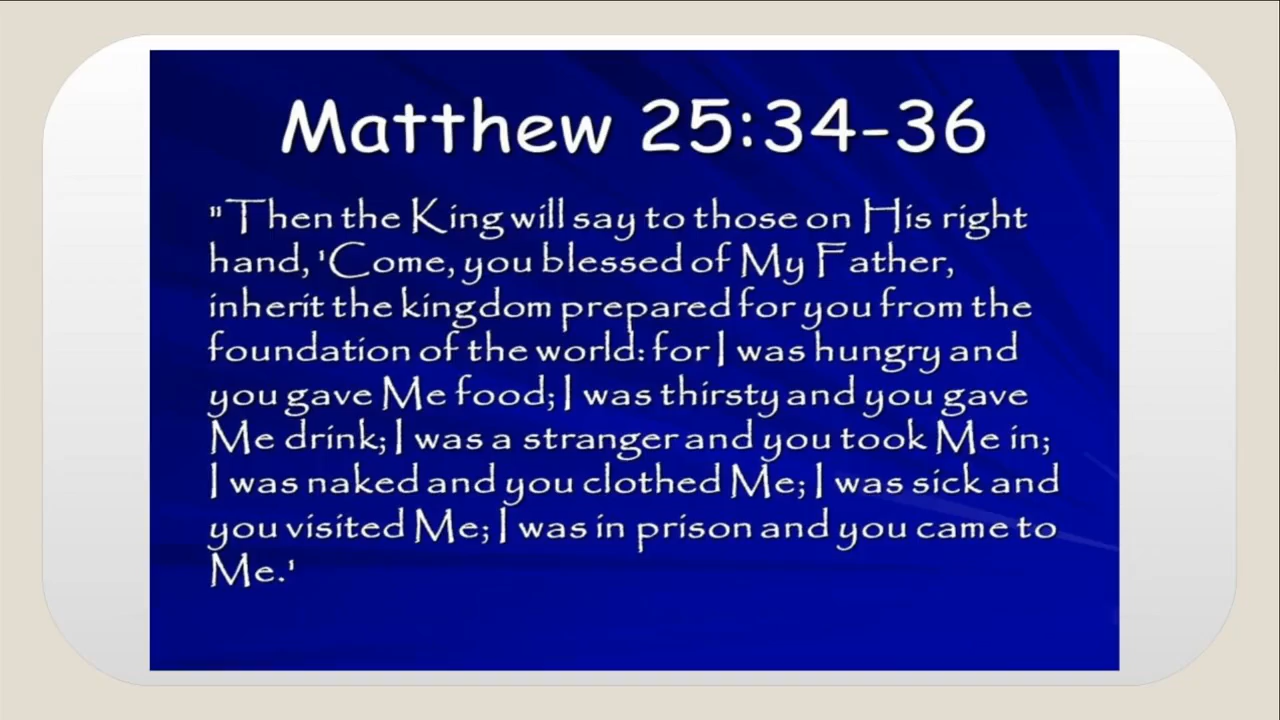 Matthew 25:34-36
"Then the King will say to those on His right
hand, 'Come, you blessed of My Father,
inherit the kingdom prepared for you from the
foundation of the world: for I was hungry and
you gave Me food; I was thirsty and you gave
Me drink; I was a stranger and you took Me in;
I was naked and you clothed Me; I was sick and
you visited Me; I was in prison and you came to
Me.'